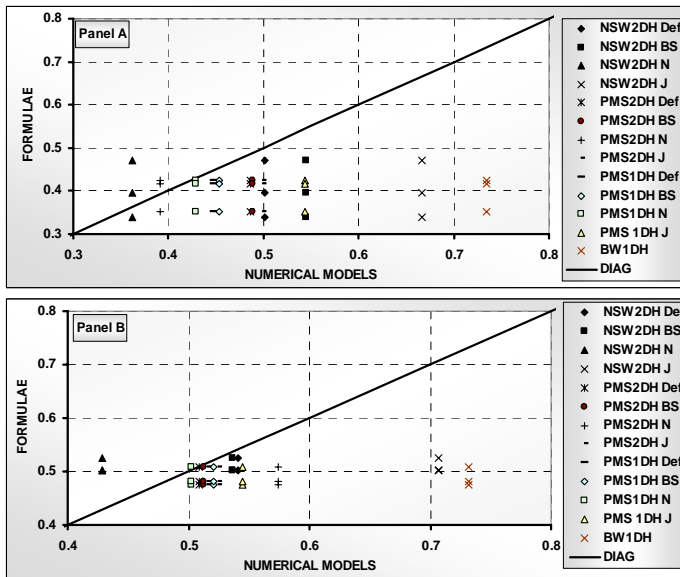 Panel A
FORMULAE
0.8
0.7
0.6
0.5
0.4
0.3
0.3 0.4 0.5 0.6 0.7 0.8
NUMERICAL MODELS
NSW2DH Def
NSW2DH BS
NSW2DH N
NSW2DH J
PMS2DH Def
PMS2DH BS
PMS2DH N
PMS2DH J
PMS1DH Def
PMS1DH BS
PMS1DH N
PMS 1DH J
BW1DH
DIAG
Panel B
FORMULAE
0.8
0.7
0.6
0.5
0.4
0.4 0.5 0.6 0.7 0.8
NUMERICAL MODELS
NSW2DH De
NSW2DH BS
NSW2DH N
NSW2DH J
PMS2DH Def
PMS2DH BS
PMS2DH N
PMS2DH J
PMS1DH Def
PMS1DH BS
PMS1DH N
PMS 1DH J
BW1DH
DIAG